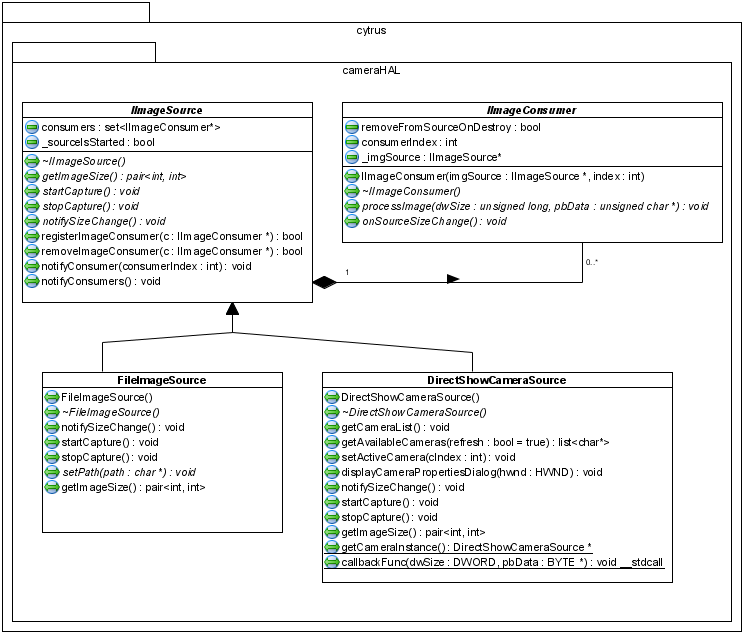 cytrus
cameraHAL
IImageSource
consumers : set<IImageConsumer*>
_sourceIsStarted : bool
~IImageSource()
getImageSize() : pair<int, int>
startCapture() : void
stopCapture() : void
notifySizeChange() : void
registerImageConsumer(c : IImageConsumer *) : bool
removeImageConsumer(c : IImageConsumer *) : bool
notifyConsumer(consumerIndex : int) : void
notifyConsumers() : void
IImageConsumer
removeFromSourceOnDestroy : bool
consumerIndex : int
_imgSource : IImageSource*
IImageConsumer(imgSource : IImageSource *, index : int)
~IImageConsumer()
processImage(dwSize : unsigned long, pbData : unsigned char *) : void
onSourceSizeChange() : void
1
0..*
FileImageSource
FileImageSource()
~FileImageSource()
notifySizeChange() : void
startCapture() : void
stopCapture() : void
setPath(path : char *) : void
getImageSize() : pair<int, int>
DirectShowCameraSource
DirectShowCameraSource()
~DirectShowCameraSource()
getCameraList() : void
getAvailableCameras(refresh : bool = true) : list<char*>
setActiveCamera(cIndex : int) : void
displayCameraPropertiesDialog(hwnd : HWND) : void
notifySizeChange() : void
startCapture() : void
stopCapture() : void
getImageSize() : pair<int, int>
getCameraInstance() : DirectShowCameraSource *
callbackFunc(dwSize : DWORD, pbData : BYTE *) : void __stdcall